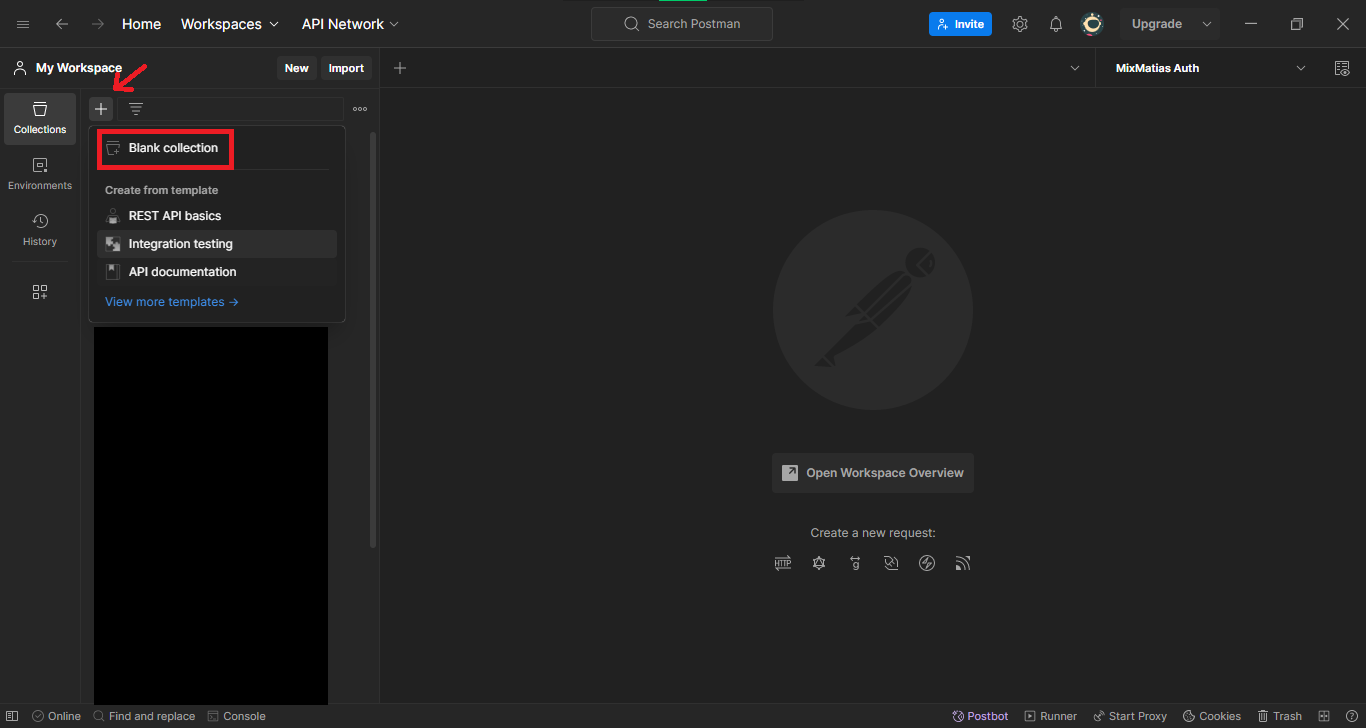 Home
Workspaces
API Network
Search Postman
Invite
Upgrade
My Workspace
New
Import
MixMatias Auth
Collections
Environments
History
Blank collection
Create from template
REST API basics
Integration testing
API documentation
View more templates →
Open Workspace Overview
Create a new request:
HTTP
g
Online
Find and replace
Console
Postbot
Runner
Start Proxy
Cookies
Trash